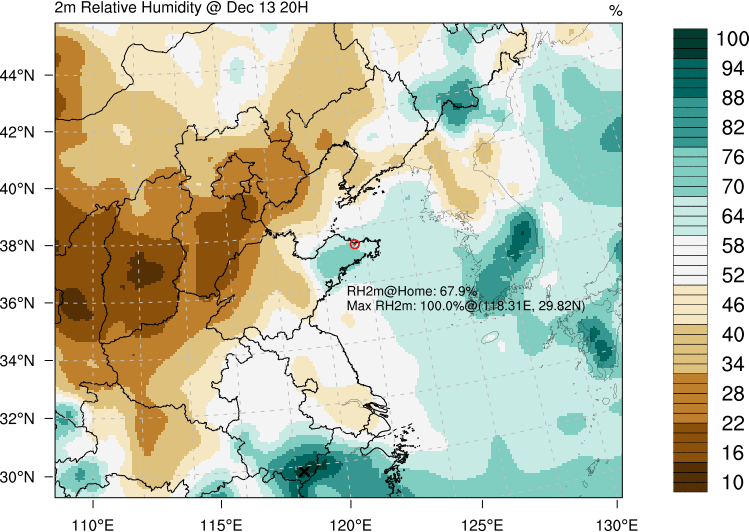 2m Relative Humidity @ Dec 13 20H
%
44°N
42°N
40°N
38°N
36°N
34°N
32°N
30°N
RH2m@Home: 67.9%
Max RH2m: 100.0%@(118.31E, 29.82N)
110°E
115°E
120°E
125°E
130°E
100
94
88
82
76
70
64
58
52
46
40
34
28
22
16
10